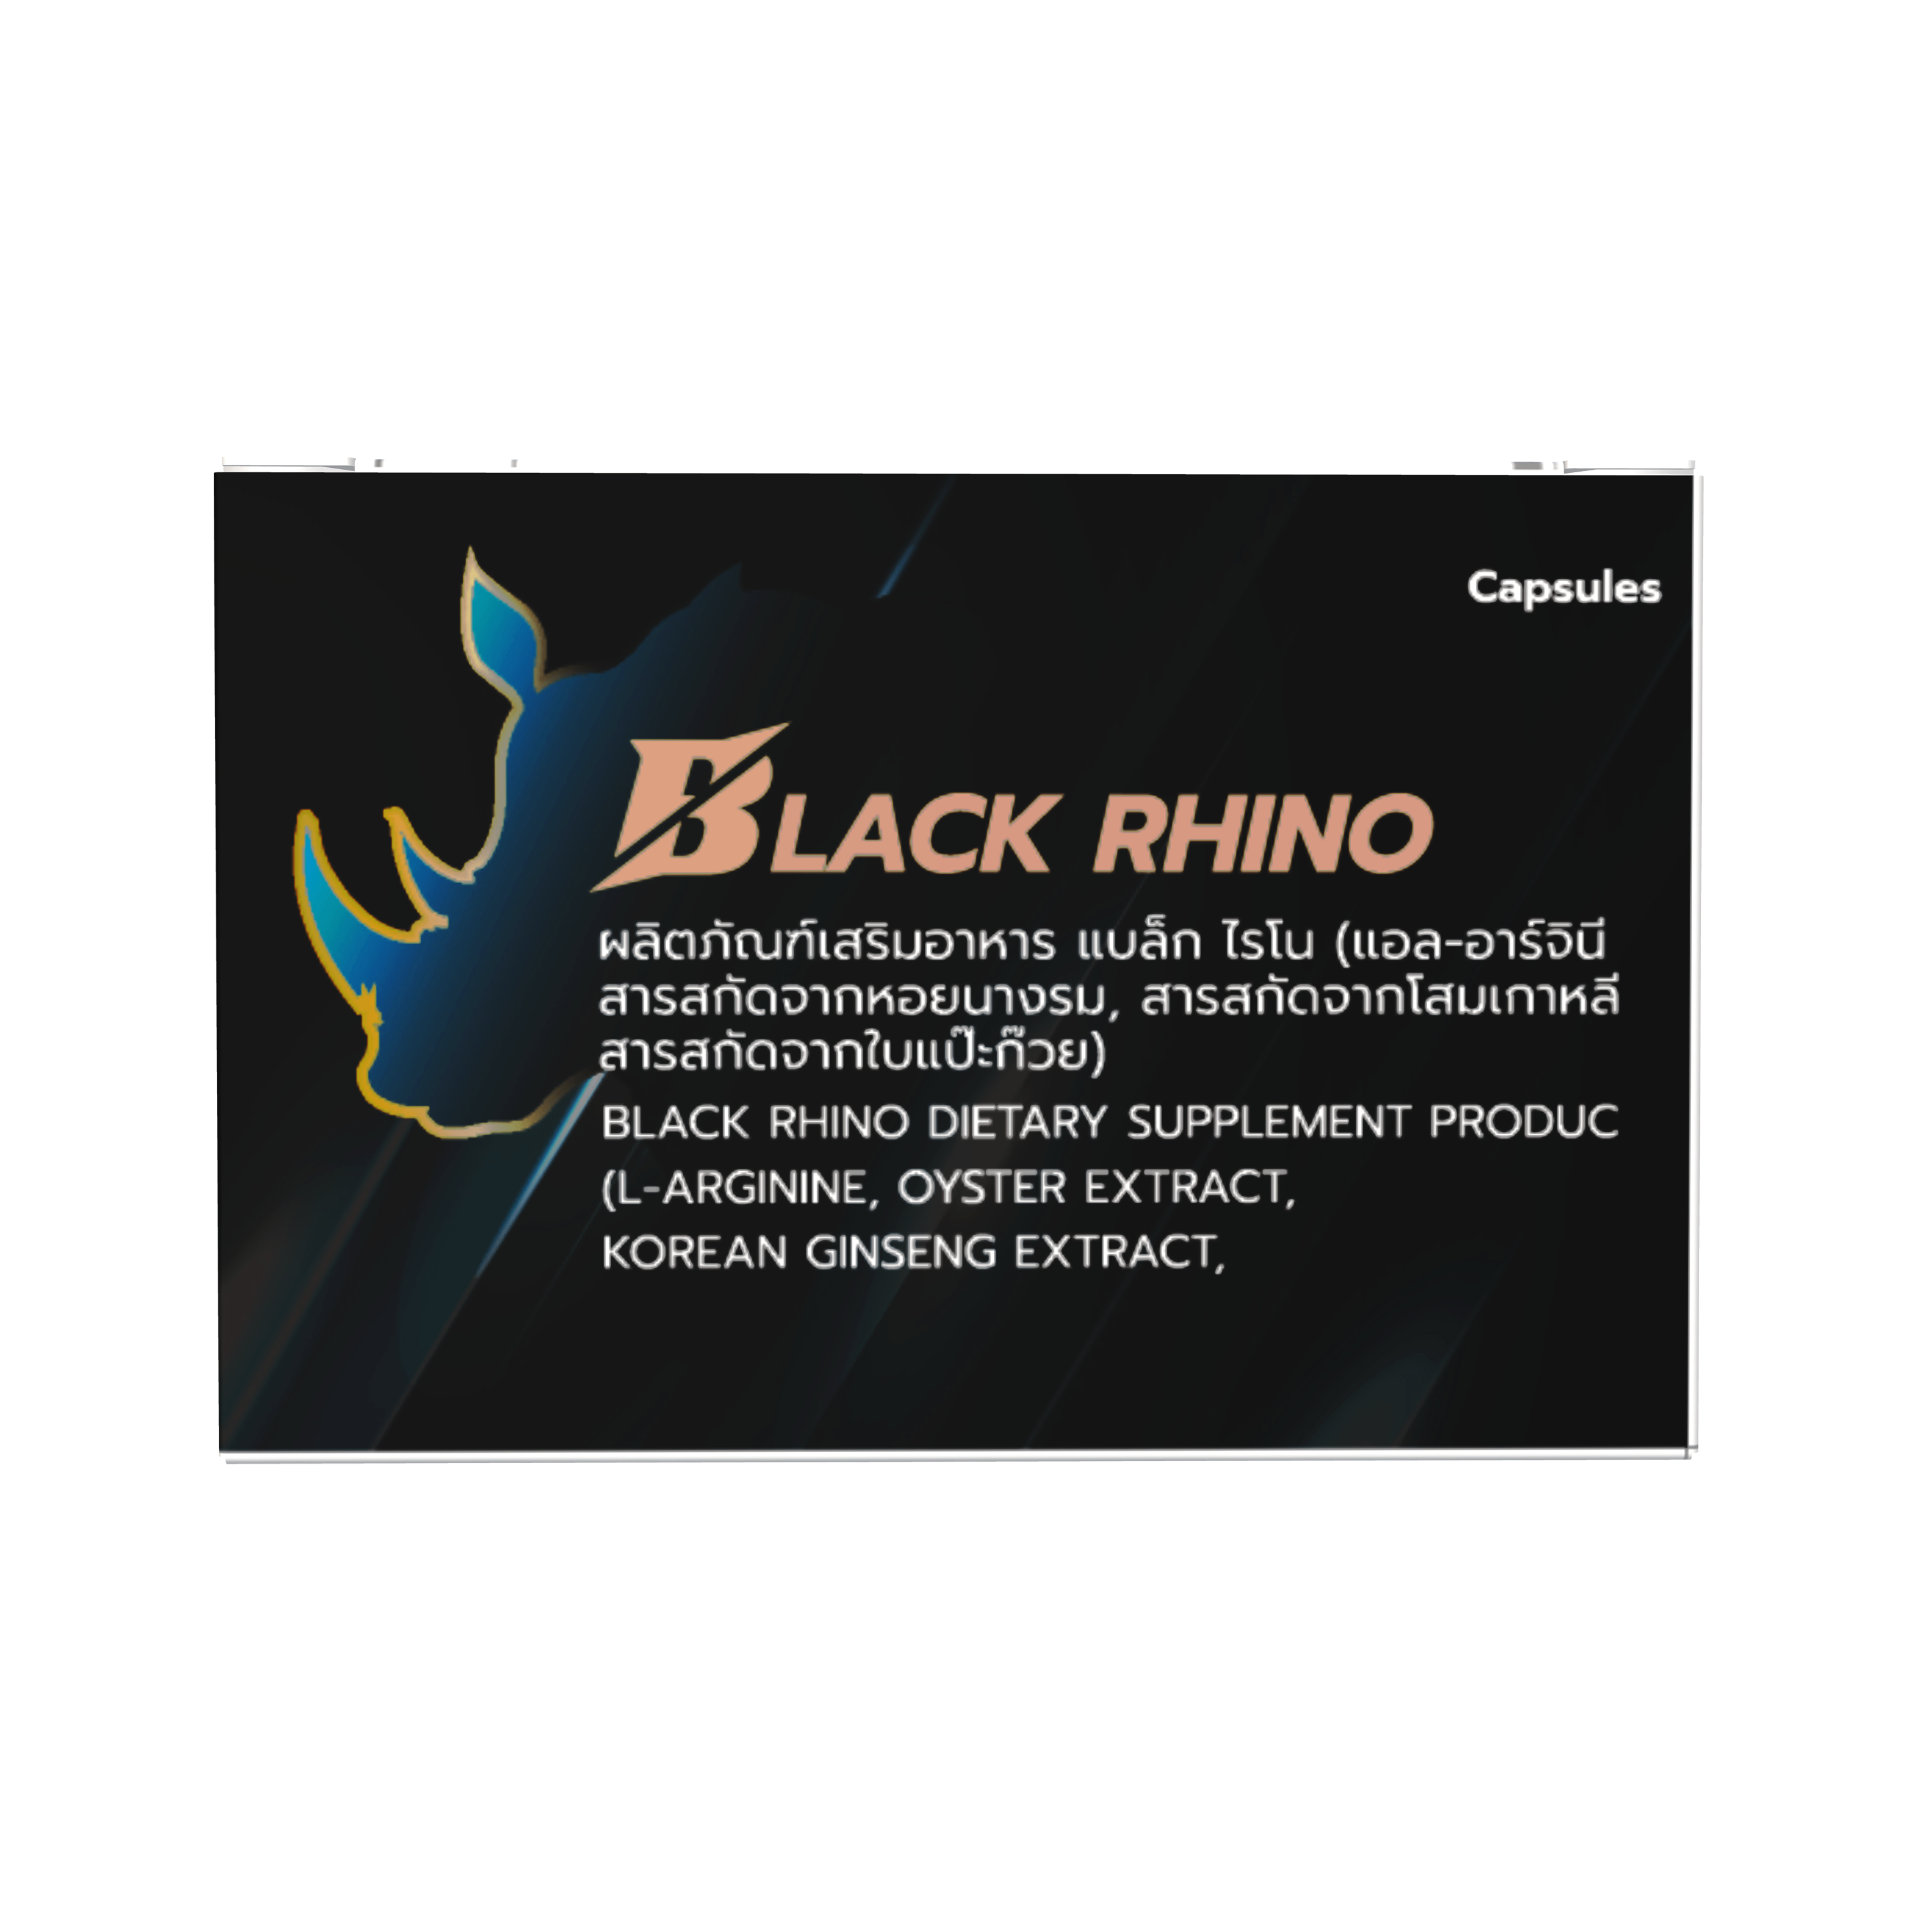 Capsules
BLACK RHINO
ผลิตภัณฑ์เสริมอาหาร แบล็ก ไรโน (แอล-อาร์จินี
สารสกัดจากหอยนางรม, สารสกัดจากโสมเกาหลี
สารสกัดจากใบแป๊ะก๊วย)
BLACK RHINO DIETARY SUPPLEMENT PRODUC
(L-ARGININE, OYSTER EXTRACT,
KOREAN GINSENG EXTRACT,